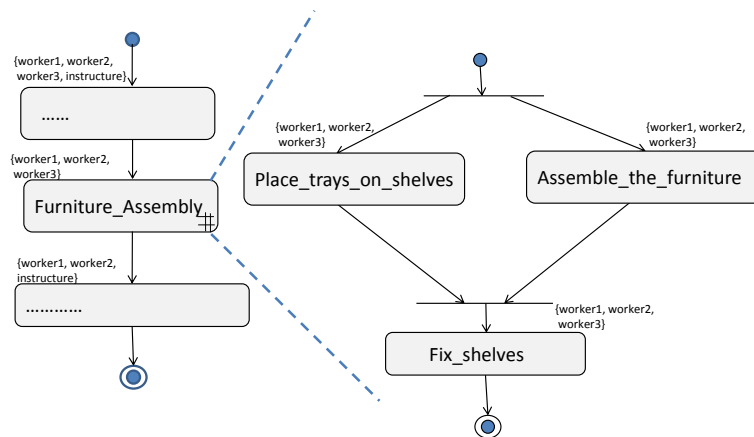 {worker1, worker2,
worker3, instructure}
......
{worker1, worker2,
worker3}
Furniture_Assembly
{worker1, worker2,
instructure}
............
{worker1, worker2,
worker3}
Place_trays_on_shelves
{worker1, worker2,
worker3}
Assemble_the_furniture
{worker1, worker2,
worker3}
Fix_shelves